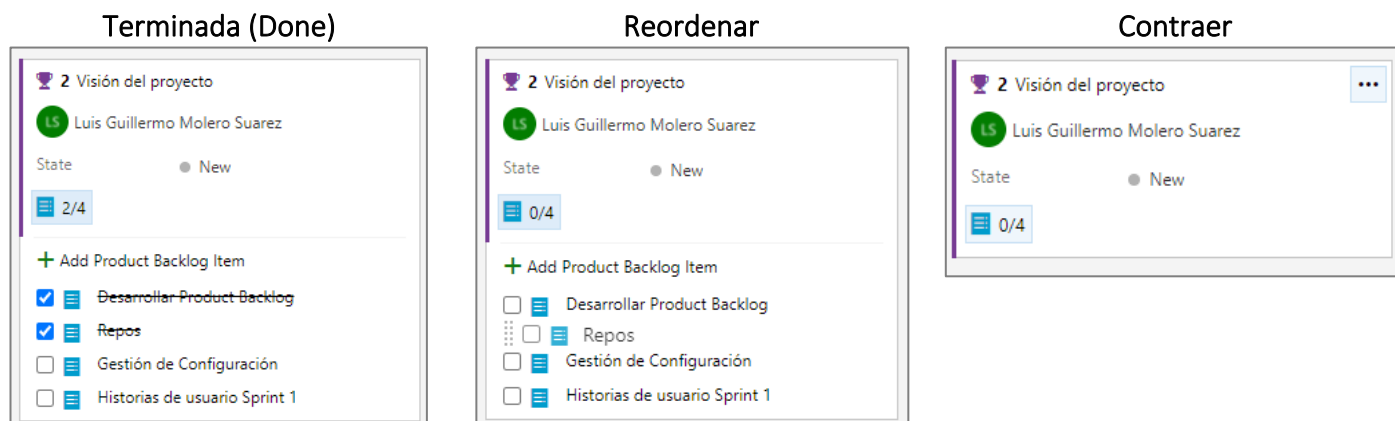 Terminada (Done)
2 Visión del proyecto
LS Luis Guillermo Molero Suarez
State New
2/4
+ Add Product Backlog Item
Desarrollar Product Backlog
Repos
Gestión de Configuración
Historias de usuario Sprint 1
Reordenar
2 Visión del proyecto
LS Luis Guillermo Molero Suarez
State New
0/4
+ Add Product Backlog Item
Desarrollar Product Backlog
Repos
Gestión de Configuración
Historias de usuario Sprint 1
Contraer
2 Visión del proyecto ...
LS Luis Guillermo Molero Suarez
State New
0/4